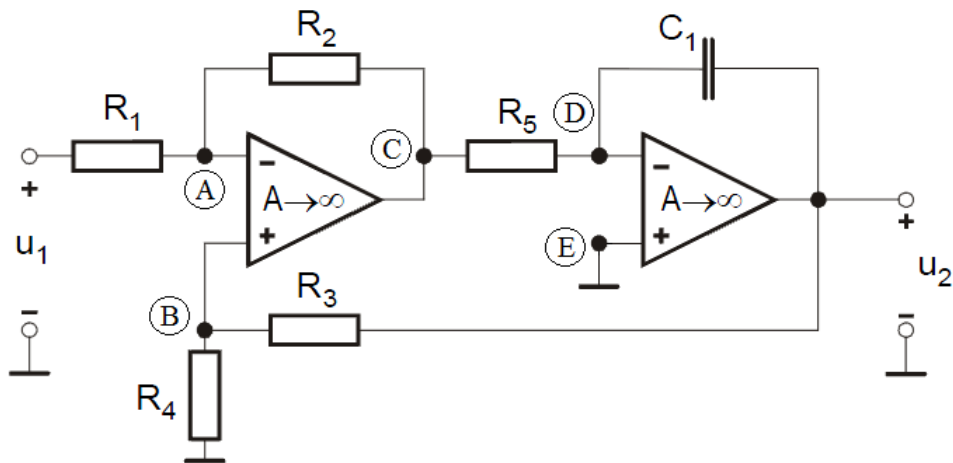 R2
C1
R1
R5
D
C
−
−
A
A→∞
A→∞
+
+
+
+
E
u1
u2
R3
B
−
−
R4